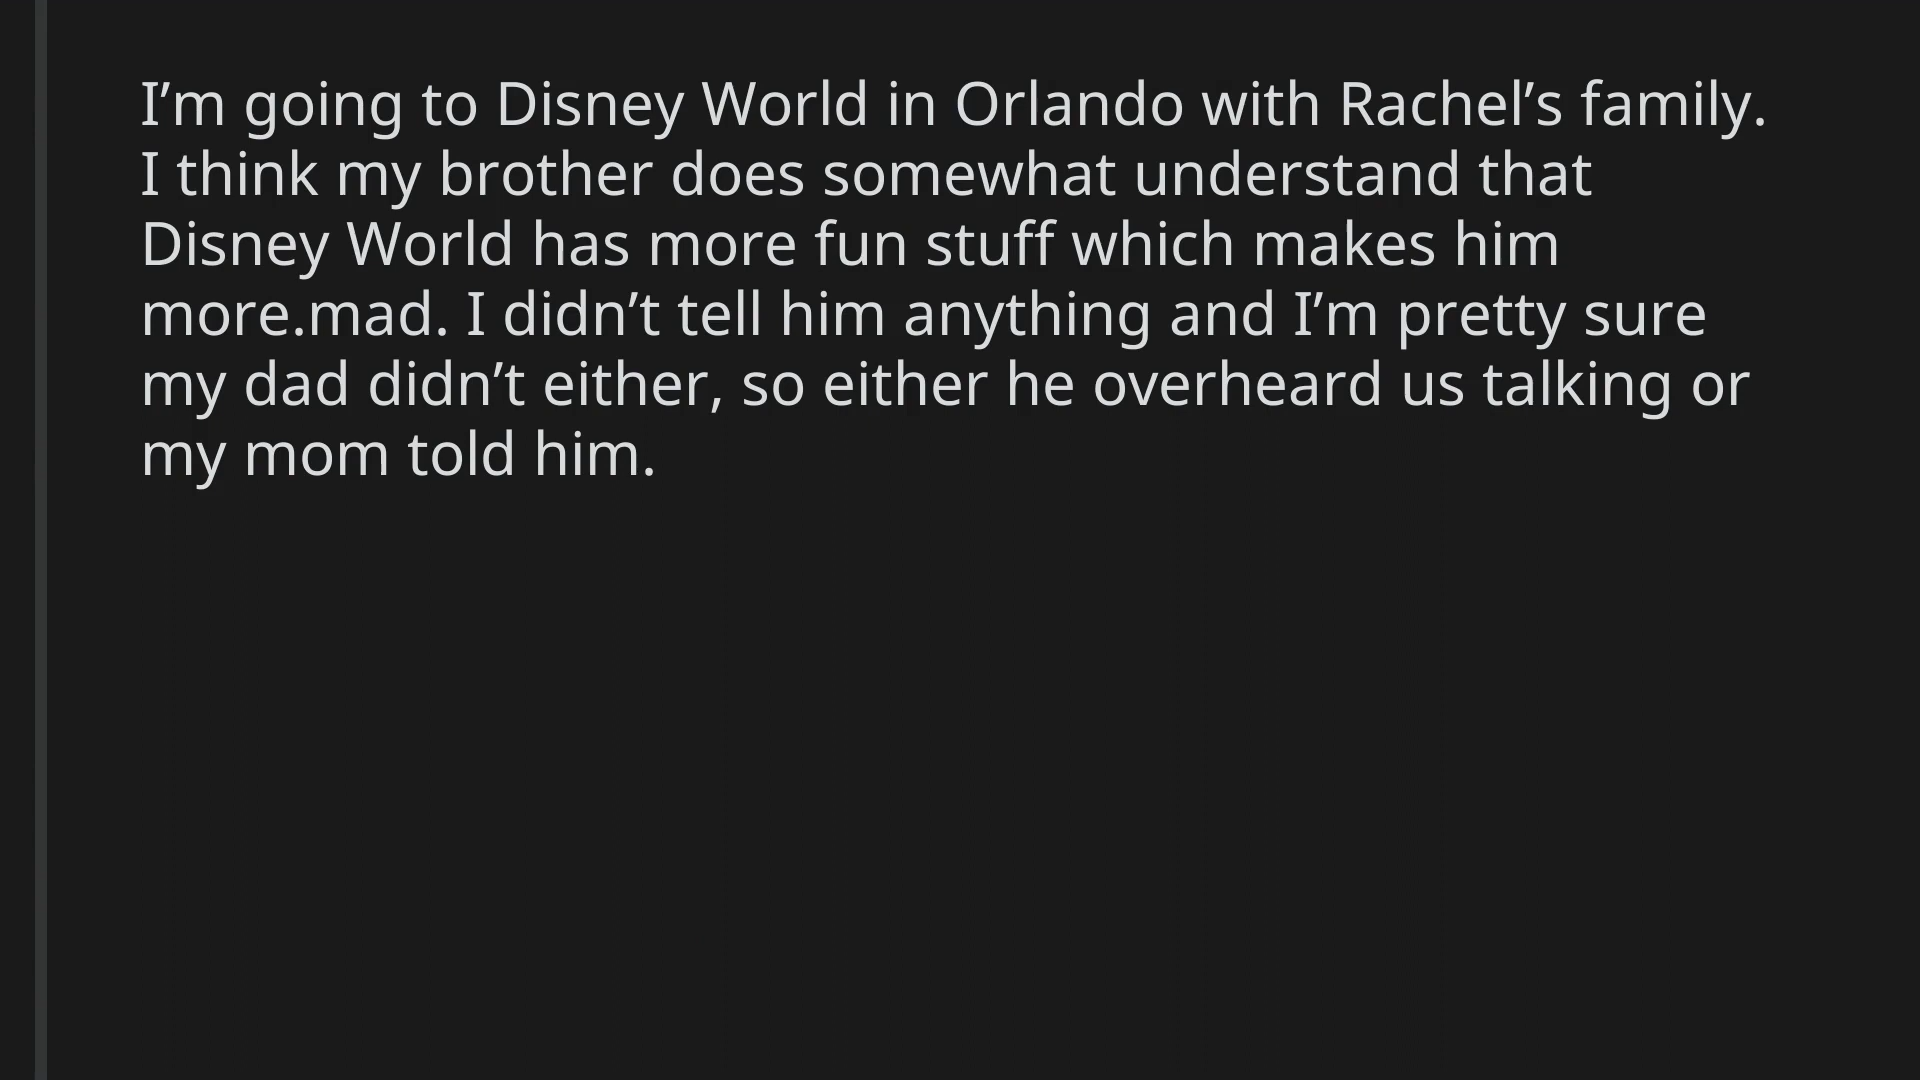 I’m going to Disney World in Orlando with Rachel’s family.
I think my brother does somewhat understand that
Disney World has more fun stuff which makes him
more.mad. I didn’t tell him anything and I’m pretty sure
my dad didn’t either, so either he overheard us talking or
my mom told him.